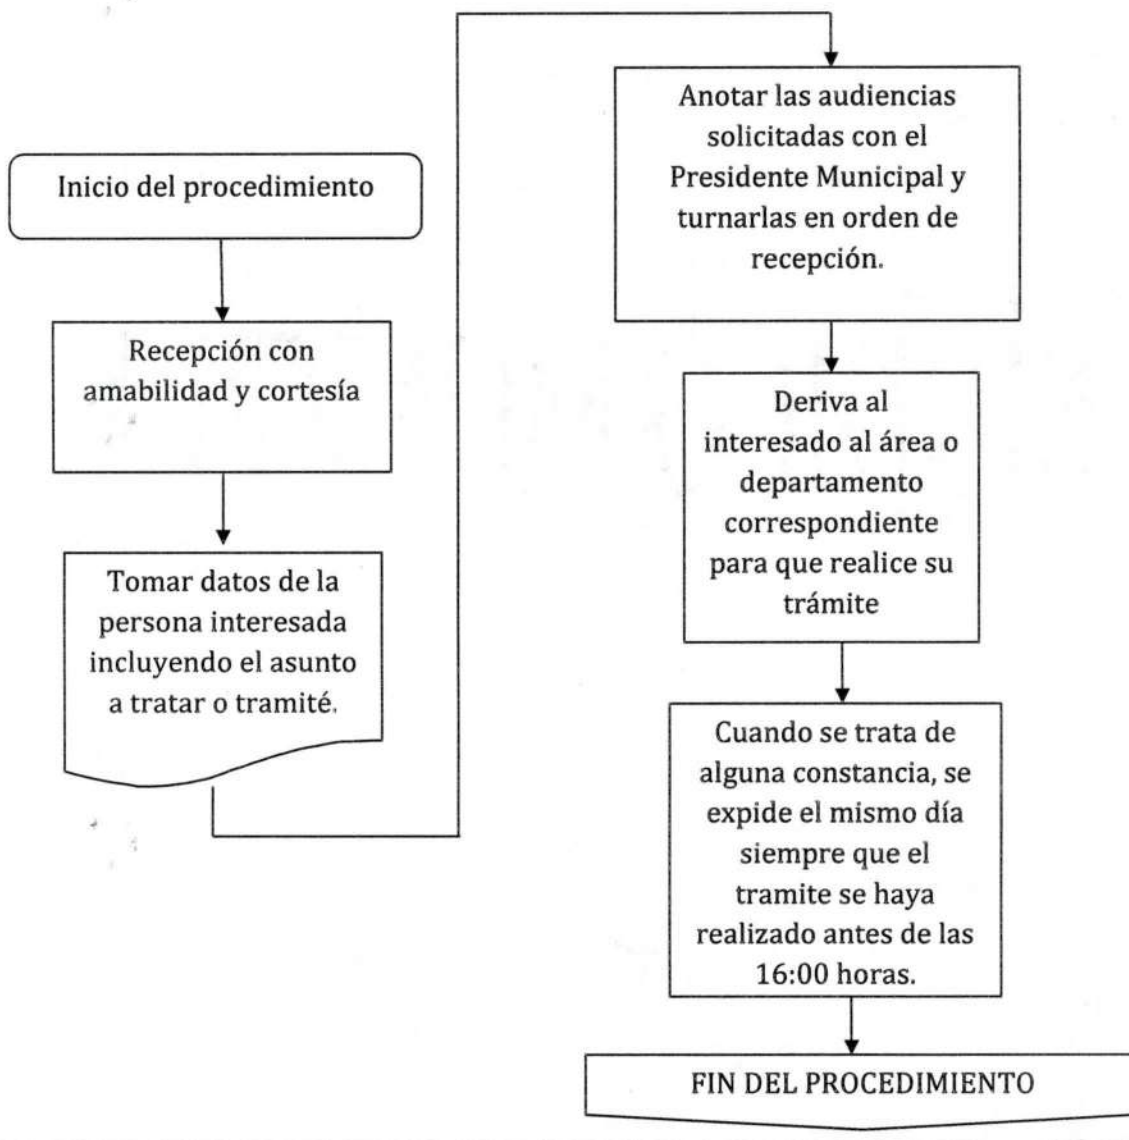 Inicio del procedimiento
Recepción con
amabilidad y cortesía
Tomar datos de la
persona interesada
incluyendo el asunto
a tratar o tramité.
Anotar las audiencias
solicitadas con el
Presidente Municipal y
turnarlas en orden de
recepción.
Deriva al
interesado al área o
departamento
correspondiente
para que realice su
trámite
Cuando se trata de
alguna constancia, se
expide el mismo día
siempre que el
tramite se haya
realizado antes de las
16:00 horas.
FIN DEL PROCEDIMIENTO